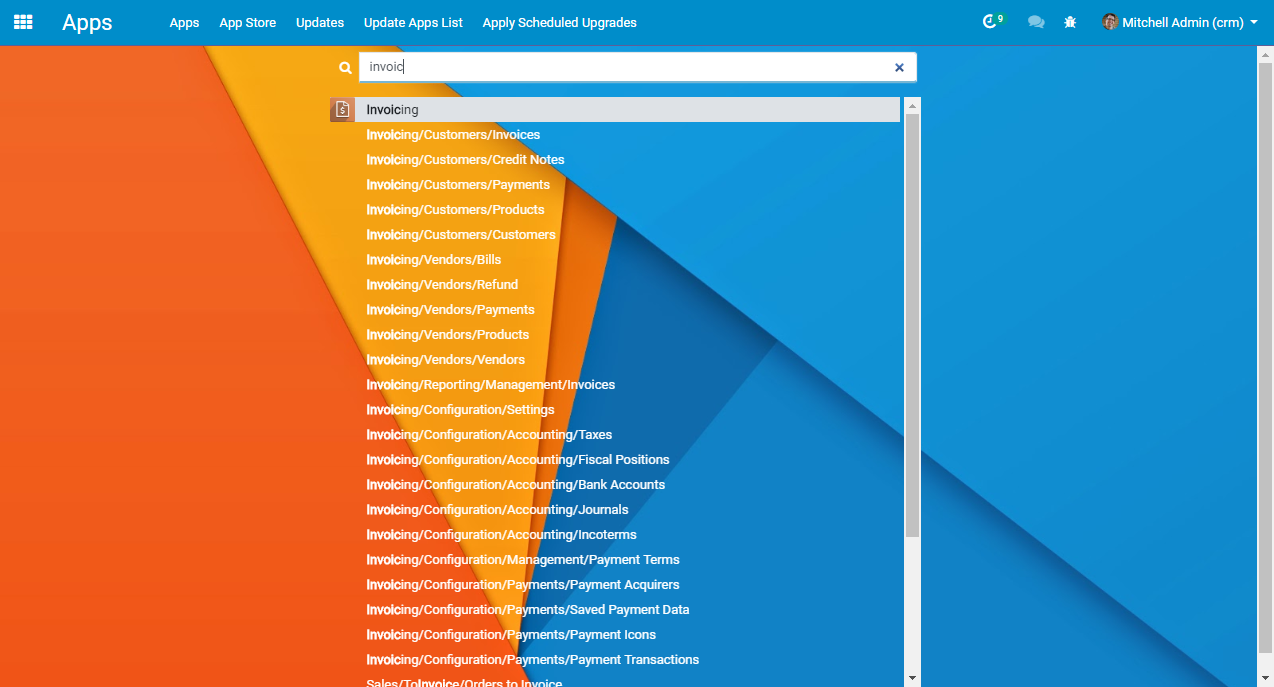 Apps
Apps App Store Updates Update Apps List Apply Scheduled Upgrades
9
Mitchell Admin (crm)
invoic
Invoicing
Invoicing/Customers/Invoices
Invoicing/Customers/Credit Notes
Invoicing/Customers/Payments
Invoicing/Customers/Products
Invoicing/Customers/Customers
Invoicing/Vendors/Bills
Invoicing/Vendors/Refund
Invoicing/Vendors/Payments
Invoicing/Vendors/Products
Invoicing/Vendors/Vendors
Invoicing/Reporting/Management/Invoices
Invoicing/Configuration/Settings
Invoicing/Configuration/Accounting/Taxes
Invoicing/Configuration/Accounting/Fiscal Positions
Invoicing/Configuration/Accounting/Bank Accounts
Invoicing/Configuration/Accounting/Journals
Invoicing/Configuration/Accounting/Incoterms
Invoicing/Configuration/Management/Payment Terms
Invoicing/Configuration/Payments/Payment Acquirers
Invoicing/Configuration/Payments/Saved Payment Data
Invoicing/Configuration/Payments/Payment Icons
Invoicing/Configuration/Payments/Payment Transactions
Sales/ToInvoice/Orders to Invoice